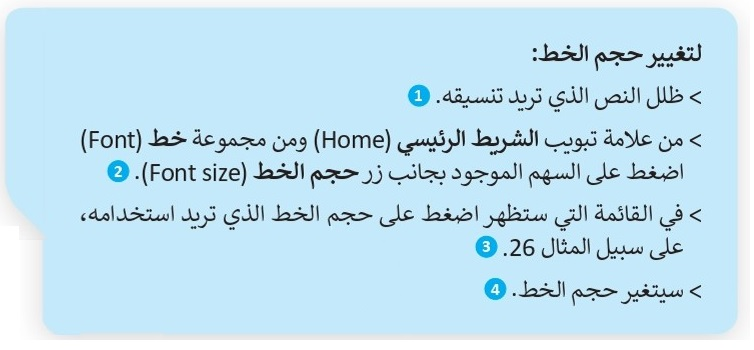 لتغيير حجم الخط:
> ظلل النص الذي تريد تنسيقه. 1
> من علامة تبويب الشريط الرئيسي (Home) ومن مجموعة خط (Font)
اضغط على السهم الموجود بجانب زر حجم الخط (Font size). 2
> في القائمة التي ستظهر اضغط على حجم الخط الذي تريد استخدامه،
على سبيل المثال 26. 3
> سيتغير حجم الخط. 4